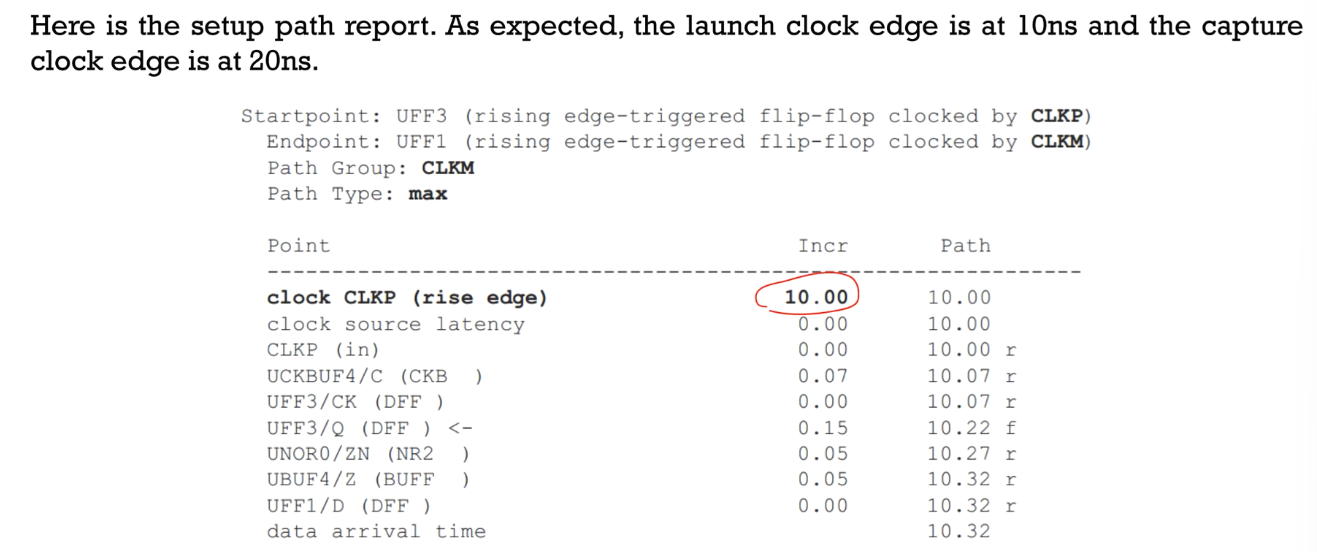 Here is the setup path report. As expected, the launch clock edge is at 10ns and the capture
clock edge is at 20ns.
Startpoint: UFF3 (rising edge-triggered flip-flop clocked by CLKP)
Endpoint: UFF1 (rising edge-triggered flip-flop clocked by CLKM)
Path Group: CLKM
Path Type: max
Point Incr Path
---------------------------------------------------------------
clock CLKP (rise edge) 10.00 10.00
clock source latency 0.00 10.00
CLKP (in) 0.00 10.00 r
UCKBUF4/C (CKB ) 0.07 10.07 r
UFF3/CK (DFF ) 0.00 10.07 r
UFF3/Q (DFF ) <- 0.15 10.22 f
UNOR0/ZN (NR2 ) 0.05 10.27 r
UBUF4/Z (BUFF ) 0.05 10.32 r
UFF1/D (DFF ) 0.00 10.32 r
data arrival time 10.32